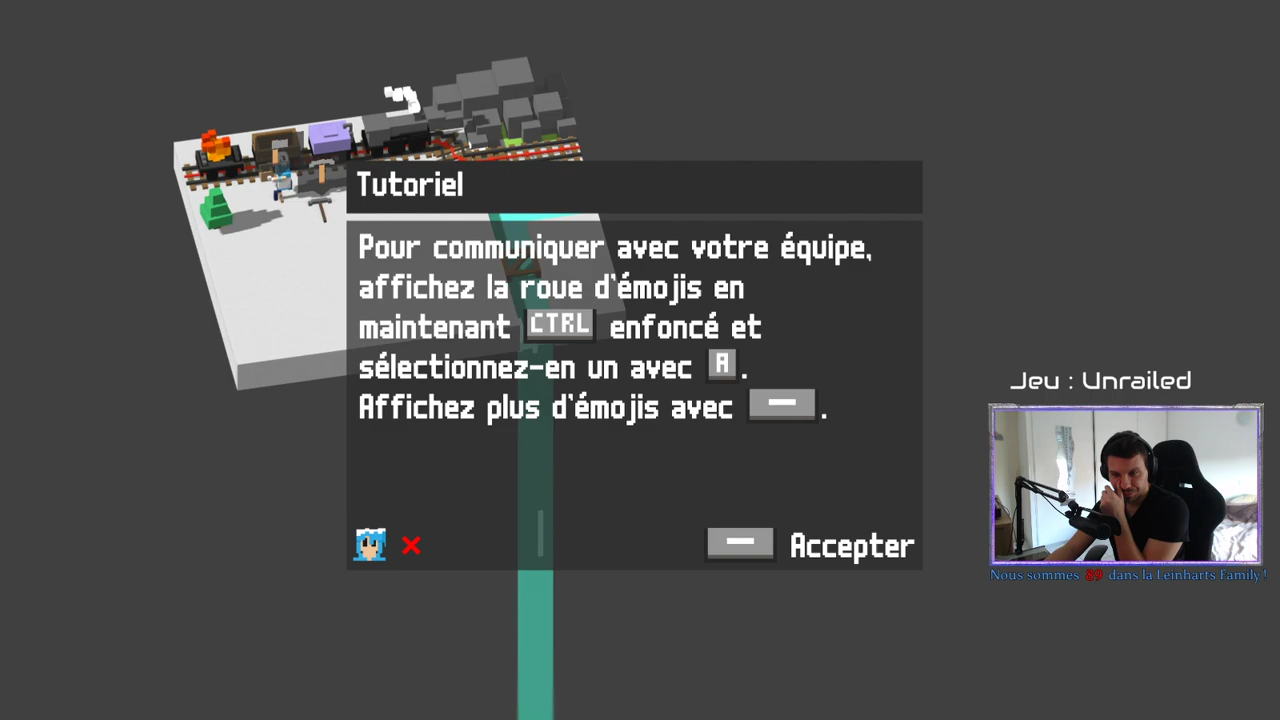 Tutoriel
Pour communiquer avec votre équipe,
affichez la roue d'émojis en
maintenant CTRL enfoncé et
sélectionnez-en un avec A.
Affichez plus d'émojis avec —.
— Accepter
Jeu : Unrailed
Nous sommes 89 dans la Leinharts Family !